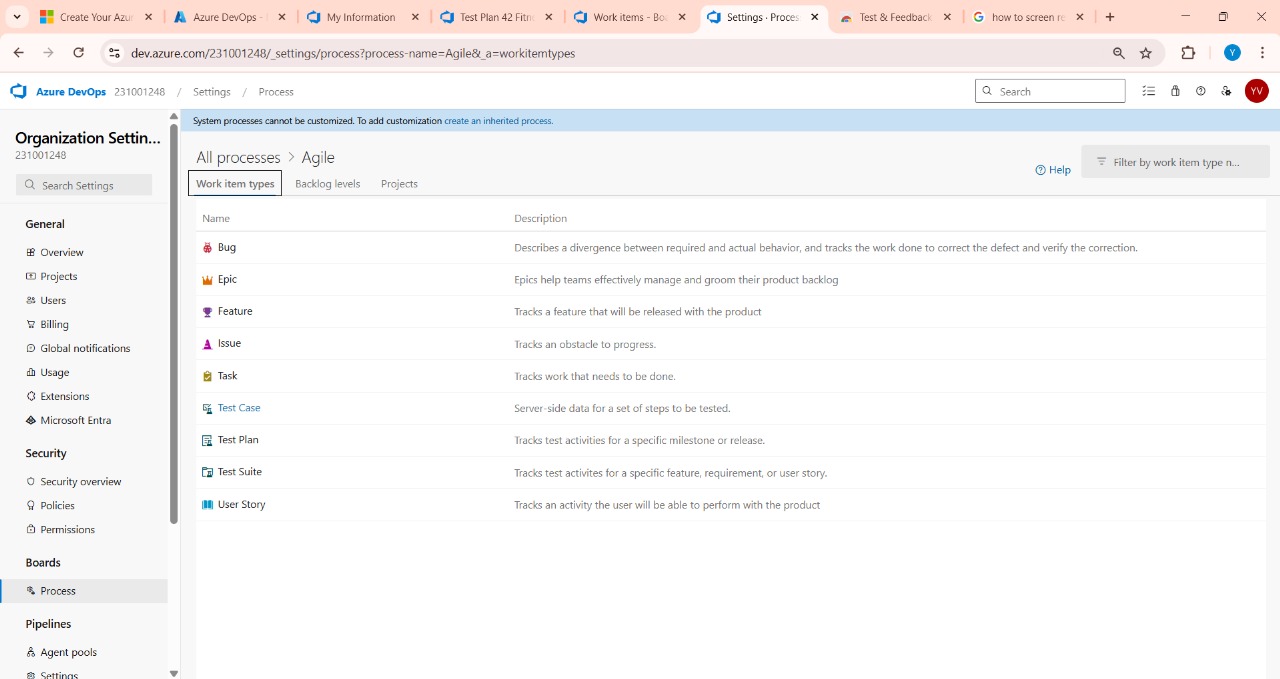 Create Your Azur
Azure DevOps -
My Information
Test Plan 42 Fitn
Work items - Bo
Settings · Proces
Test & Feedback
how to screen re
dev.azure.com/231001248/_settings/process?process-name=Agile&_a=workitemtypes
Y
Azure DevOps 231001248 / Settings / Process
Search
YV
Organization Settin...
231001248
Search Settings
General
Overview
Projects
Users
Billing
Global notifications
Usage
Extensions
Microsoft Entra
Security
Security overview
Policies
Permissions
Boards
Process
Pipelines
Agent pools
Settings
System processes cannot be customized. To add customization create an inherited process.
All processes > Agile
Help
Filter by work item type n...
Work item types Backlog levels Projects
Name Description
Bug Describes a divergence between required and actual behavior, and tracks the work done to correct the defect and verify the correction.
Epic Epics help teams effectively manage and groom their product backlog
Feature Tracks a feature that will be released with the product
Issue Tracks an obstacle to progress.
Task Tracks work that needs to be done.
Test Case Server-side data for a set of steps to be tested.
Test Plan Tracks test activities for a specific milestone or release.
Test Suite Tracks test activites for a specific feature, requirement, or user story.
User Story Tracks an activity the user will be able to perform with the product